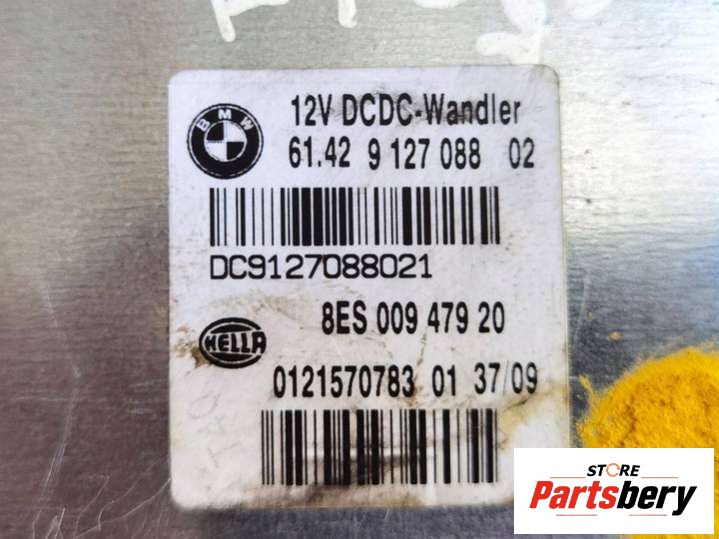 BMW
12V DCDC-Wandler
61.42 9 127 088 02
DC9127088021
8ES 009 479 20
HELLA
0121570783 01 37/09
STORE
Partsbery